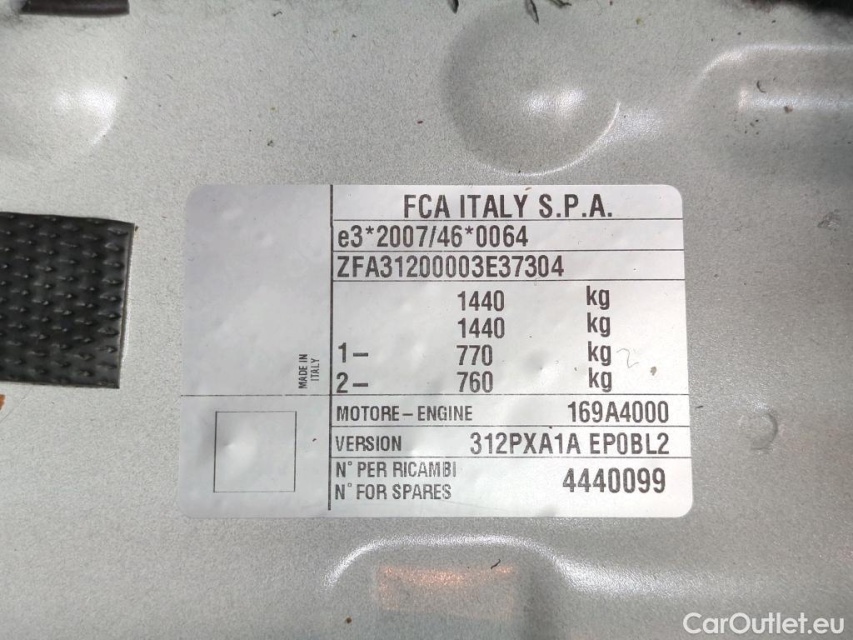 FCA ITALY S.P.A.
e3*2007/46*0064
ZFA31200003E37304
1440 kg
1440 kg
1– 770 kg
2– 760 kg
MADE IN
ITALY
MOTORE–ENGINE 169A4000
VERSION 312PXA1A EP0BL2
N° PER RICAMBI
N° FOR SPARES 4440099
CarOutlet.eu